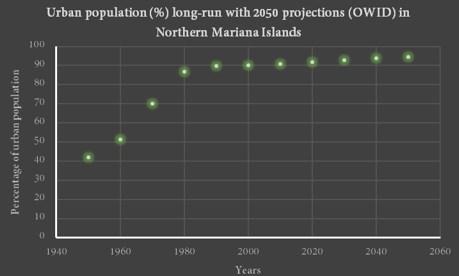 Urban population (%) long-run with 2050 projections (OWID) in
Northern Mariana Islands
Percentage of urban population
100
90
80
70
60
50
40
30
20
10
0
1940 1960 1980 2000 2020 2040 2060
Years